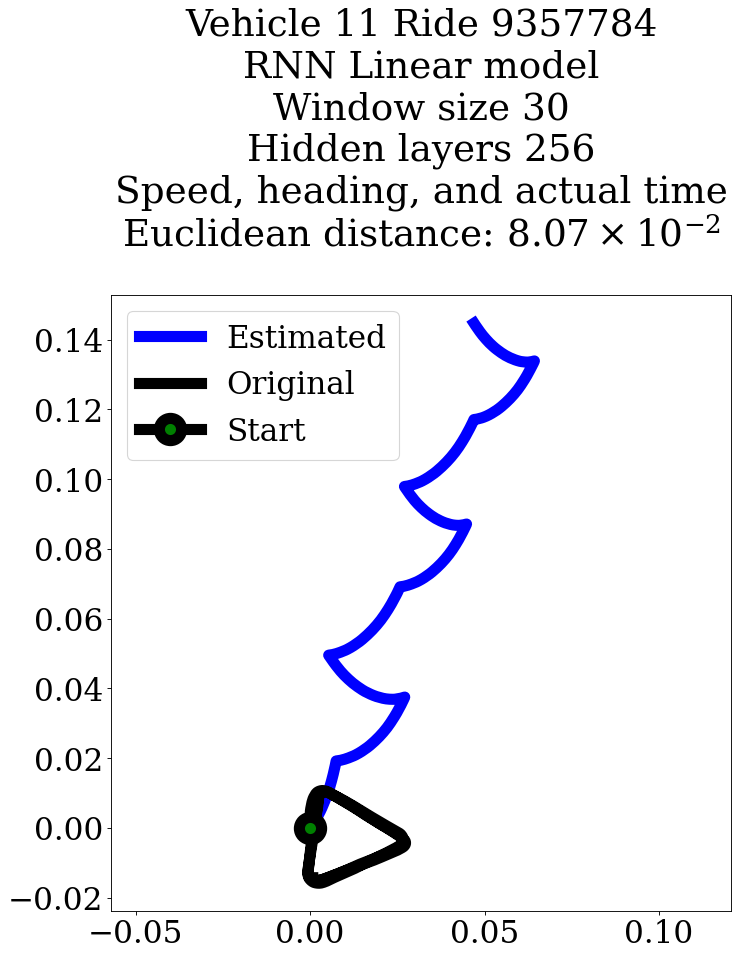 Vehicle 11 Ride 9357784
RNN Linear model
Window size 30
Hidden layers 256
Speed, heading, and actual time
Euclidean distance: 8.07 × 10⁻²
Estimated
Original
Start
0.14
0.12
0.10
0.08
0.06
0.04
0.02
0.00
−0.02
−0.05
0.00
0.05
0.10